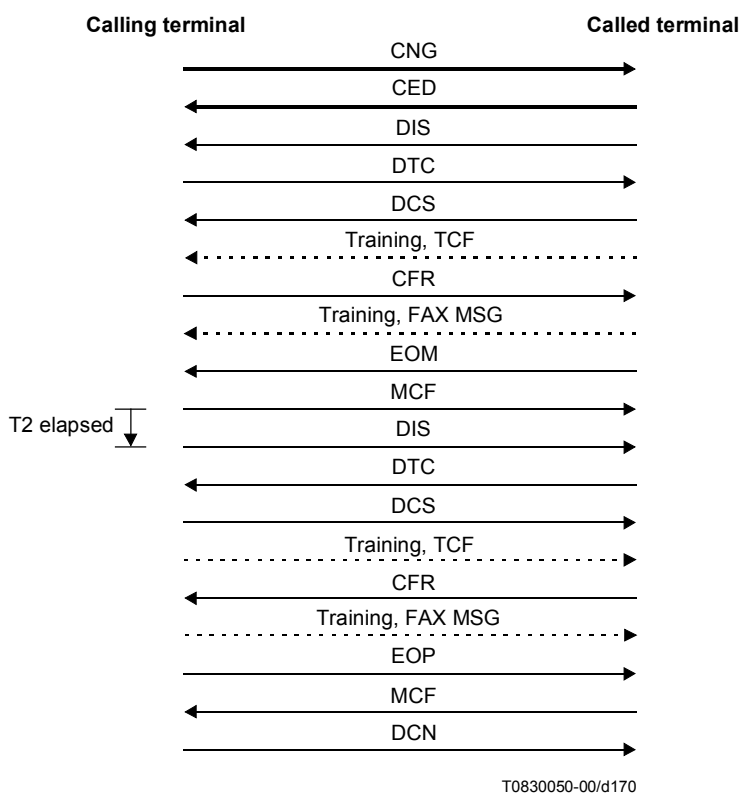 Calling terminal Called terminal
CNG
CED
DIS
DTC
DCS
Training, TCF
CFR
Training, FAX MSG
EOM
MCF
T2 elapsed
DIS
DTC
DCS
Training, TCF
CFR
Training, FAX MSG
EOP
MCF
DCN
T0830050-00/d170